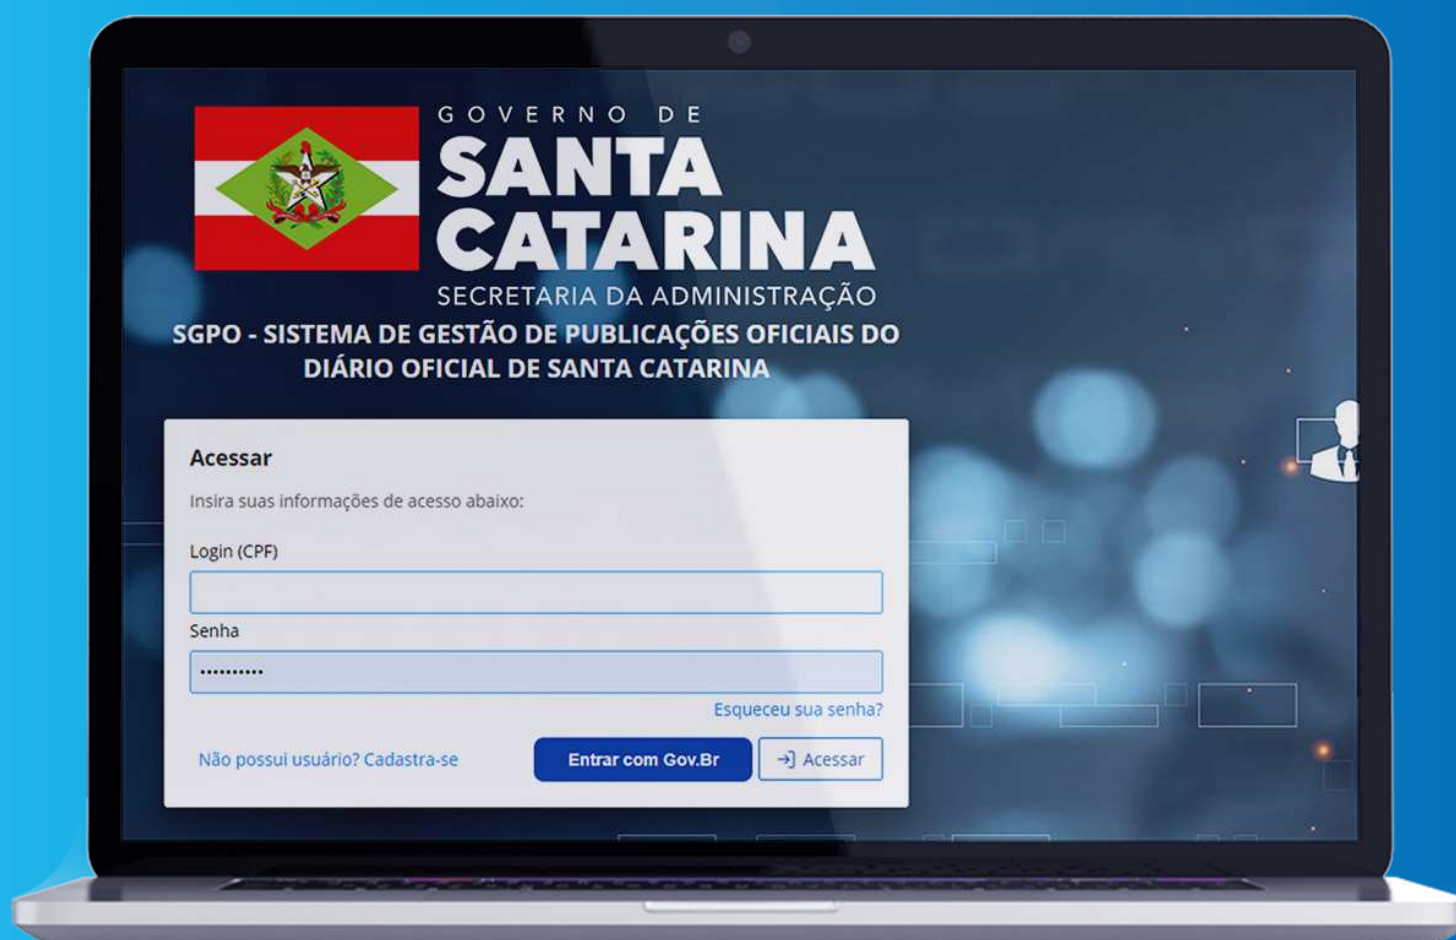 GOVERNO DE
SANTA
CATARINA
SECRETARIA DA ADMINISTRAÇÃO
SGPO - SISTEMA DE GESTÃO DE PUBLICAÇÕES OFICIAIS DO
DIÁRIO OFICIAL DE SANTA CATARINA
Acessar
Insira suas informações de acesso abaixo:
Login (CPF)
Senha
••••••••••
Esqueceu sua senha?
Não possui usuário? Cadastra-se
Entrar com Gov.Br
Acessar